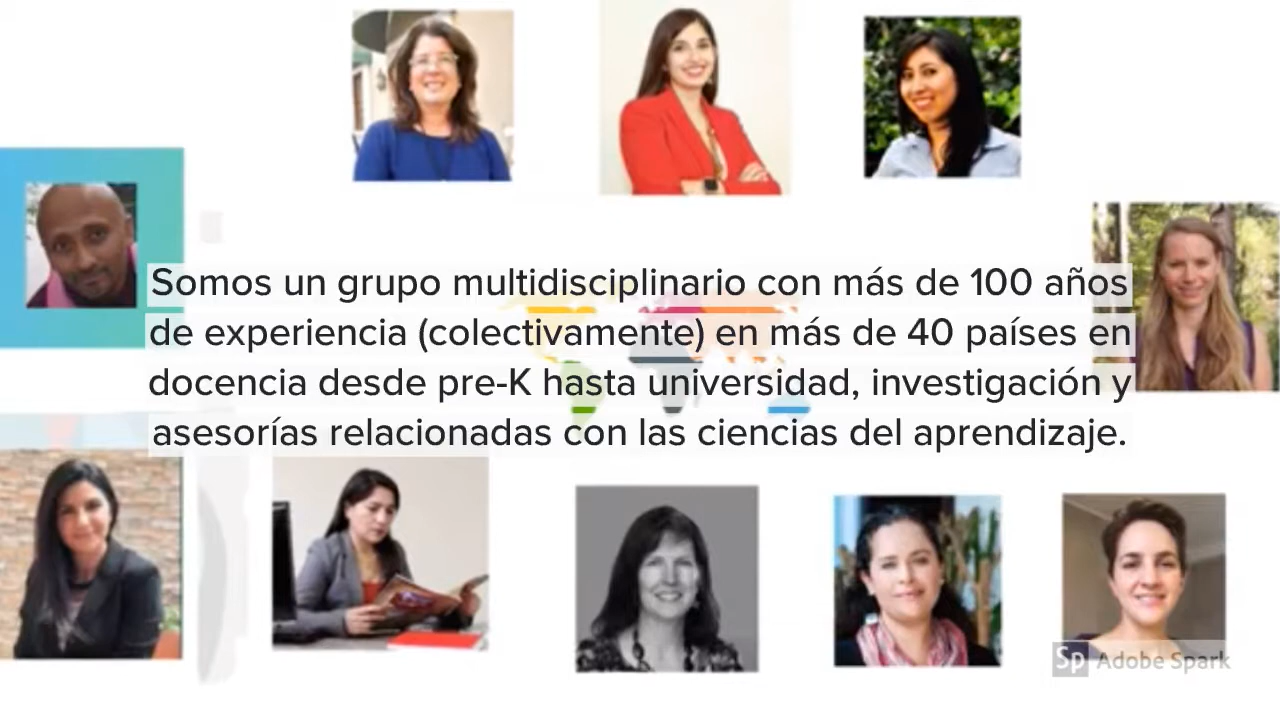 Somos un grupo multidisciplinario con más de 100 años
de experiencia (colectivamente) en más de 40 países en
docencia desde pre-K hasta universidad, investigación y
asesorías relacionadas con las ciencias del aprendizaje.
Sp Adobe Spark